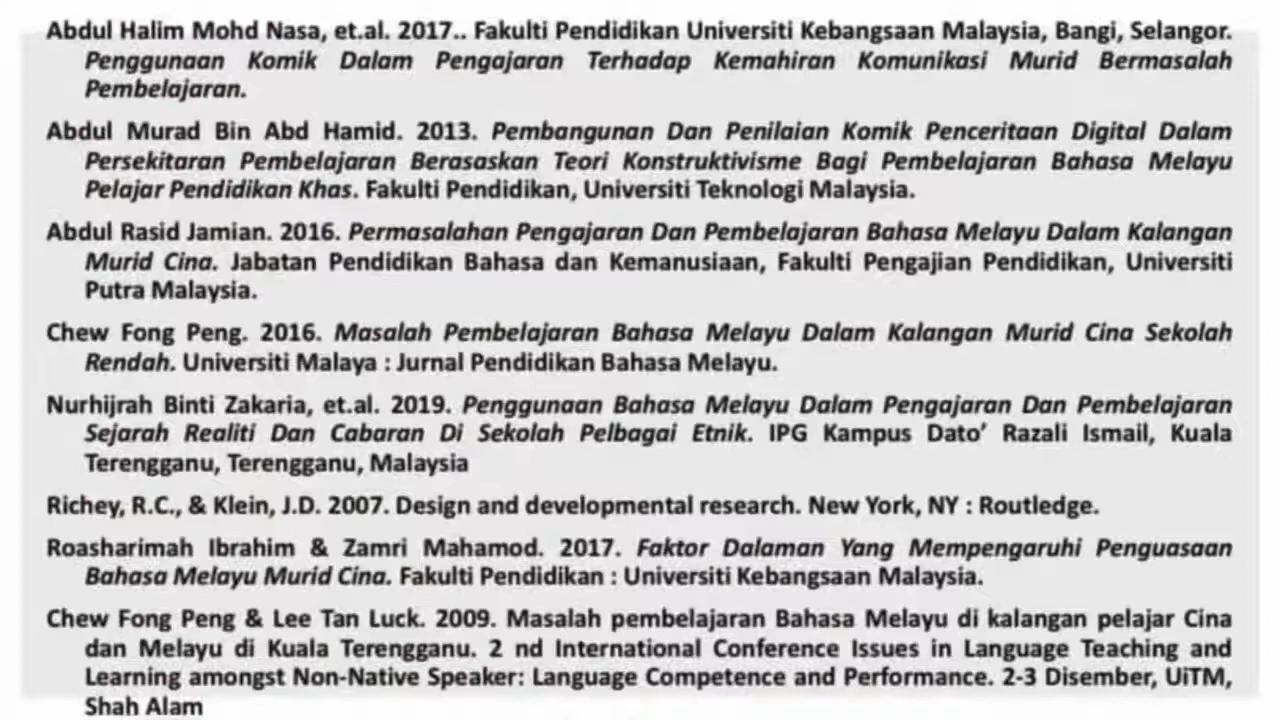 Abdul Halim Mohd Nasa, et.al. 2017.. Fakulti Pendidikan Universiti Kebangsaan Malaysia, Bangi, Selangor.
Penggunaan Komik Dalam Pengajaran Terhadap Kemahiran Komunikasi Murid Bermasalah
Pembelajaran.
Abdul Murad Bin Abd Hamid. 2013. Pembangunan Dan Penilaian Komik Penceritaan Digital Dalam
Persekitaran Pembelajaran Berasaskan Teori Konstruktivisme Bagi Pembelajaran Bahasa Melayu
Pelajar Pendidikan Khas. Fakulti Pendidikan, Universiti Teknologi Malaysia.
Abdul Rasid Jamian. 2016. Permasalahan Pengajaran Dan Pembelajaran Bahasa Melayu Dalam Kalangan
Murid Cina. Jabatan Pendidikan Bahasa dan Kemanusiaan, Fakulti Pengajian Pendidikan, Universiti
Putra Malaysia.
Chew Fong Peng. 2016. Masalah Pembelajaran Bahasa Melayu Dalam Kalangan Murid Cina Sekolah
Rendah. Universiti Malaya : Jurnal Pendidikan Bahasa Melayu.
Nurhijrah Binti Zakaria, et.al. 2019. Penggunaan Bahasa Melayu Dalam Pengajaran Dan Pembelajaran
Sejarah Realiti Dan Cabaran Di Sekolah Pelbagai Etnik. IPG Kampus Dato’ Razali Ismail, Kuala
Terengganu, Terengganu, Malaysia
Richey, R.C., & Klein, J.D. 2007. Design and developmental research. New York, NY : Routledge.
Roasharimah Ibrahim & Zamri Mahamod. 2017. Faktor Dalaman Yang Mempengaruhi Penguasaan
Bahasa Melayu Murid Cina. Fakulti Pendidikan : Universiti Kebangsaan Malaysia.
Chew Fong Peng & Lee Tan Luck. 2009. Masalah pembelajaran Bahasa Melayu di kalangan pelajar Cina
dan Melayu di Kuala Terengganu. 2 nd International Conference Issues in Language Teaching and
Learning amongst Non-Native Speaker: Language Competence and Performance. 2-3 Disember, UiTM,
Shah Alam